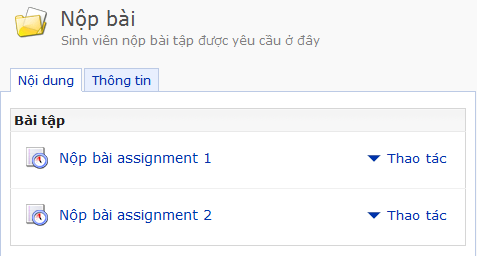 Nộp bài
Sinh viên nộp bài tập được yêu cầu ở đây
Nội dung Thông tin
Bài tập
Nộp bài assignment 1 Thao tác
Nộp bài assignment 2 Thao tác